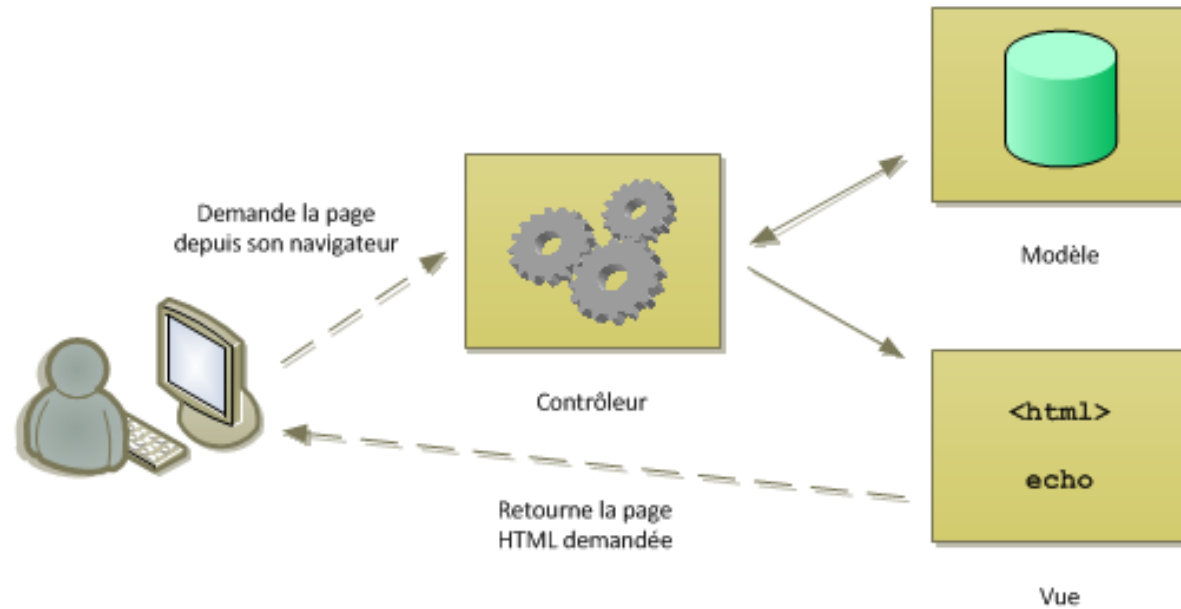 Demande la page
depuis son navigateur
Contrôleur
Modèle
<html>
echo
Retourne la page
HTML demandée
Vue